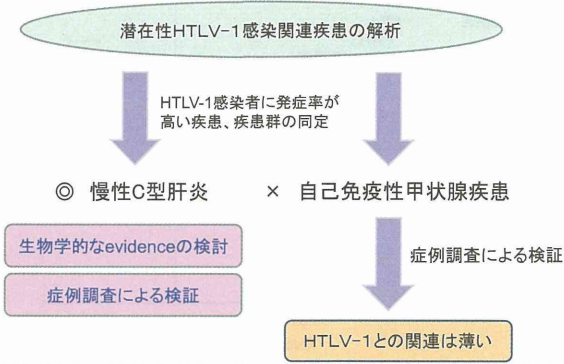 潜在性HTLV-1感染関連疾患の解析
HTLV-1感染者に発症率が
高い疾患、疾患群の同定
◎ 慢性C型肝炎
× 自己免疫性甲状腺疾患
生物学的なevidenceの検討
症例調査による検証
症例調査による検証
HTLV-1との関連は薄い